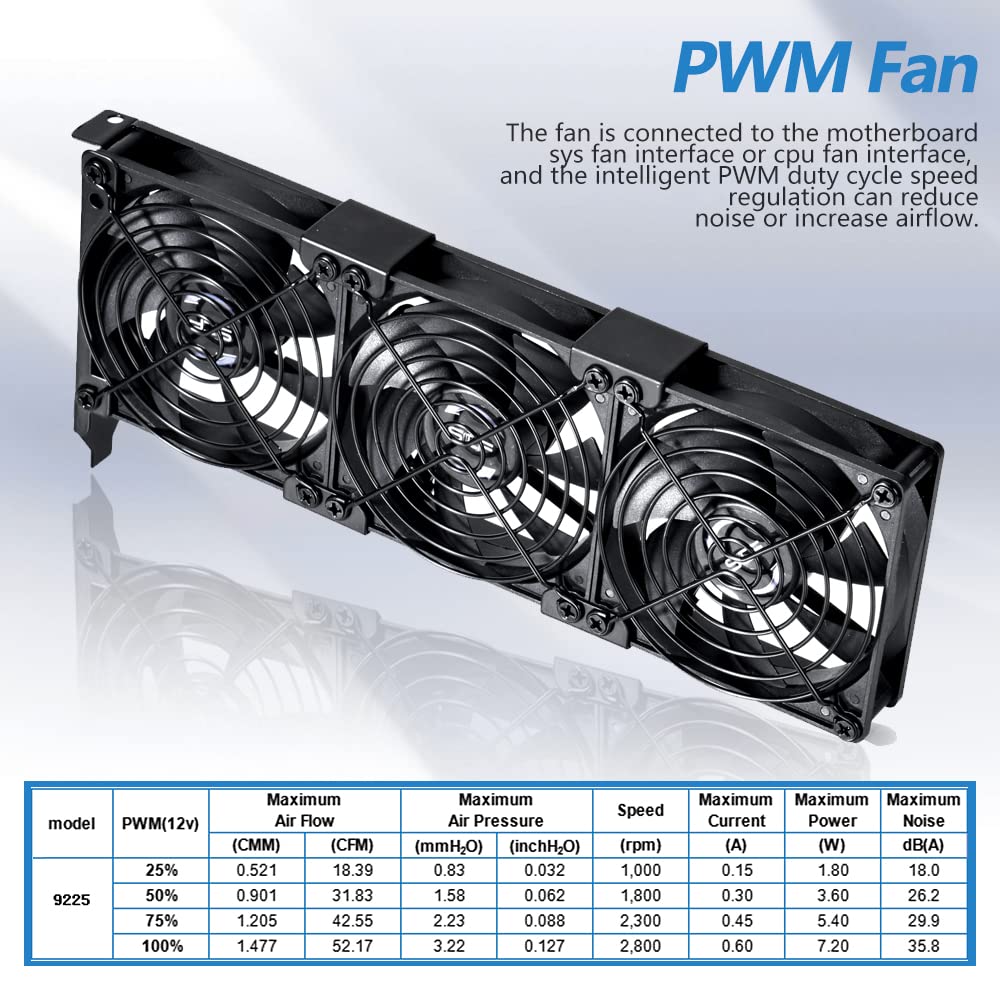 PWM Fan
The fan is connected to the motherboard
sys fan interface or cpu fan interface,
and the intelligent PWM duty cycle speed
regulation can reduce
noise or increase airflow.
model PWM(12v) Maximum Air Flow Maximum Air Pressure Speed Maximum Current Maximum Power Maximum Noise
(CMM) (CFM) (mmH₂O) (inchH₂O) (rpm) (A) (W) dB(A)
9225
25% 0.521 18.39 0.83 0.032 1,000 0.15 1.80 18.0
50% 0.901 31.83 1.58 0.062 1,800 0.30 3.60 26.2
75% 1.205 42.55 2.23 0.088 2,300 0.45 5.40 29.9
100% 1.477 52.17 3.22 0.127 2,800 0.60 7.20 35.8